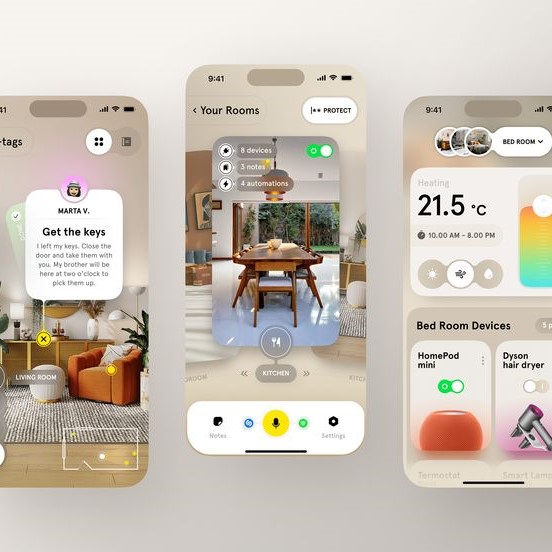 41
-tags
MARTA V.
Get the keys
I left my keys. Close the
door and take them with
you. My brother will be
here at two o'clock to
pick them up.
LIVING ROOM
9:41
Your Rooms
PROTECT
8 devices
3 notes
4 automations
KITCHEN
Notes
Settings
9:41
BED ROOM
Heating
21.5 °C
10.00 AM - 8.00 PM
Bed Room Devices
5 p
HomePod
mini
Dyson
hair dryer
Termostat
Smart Lamp